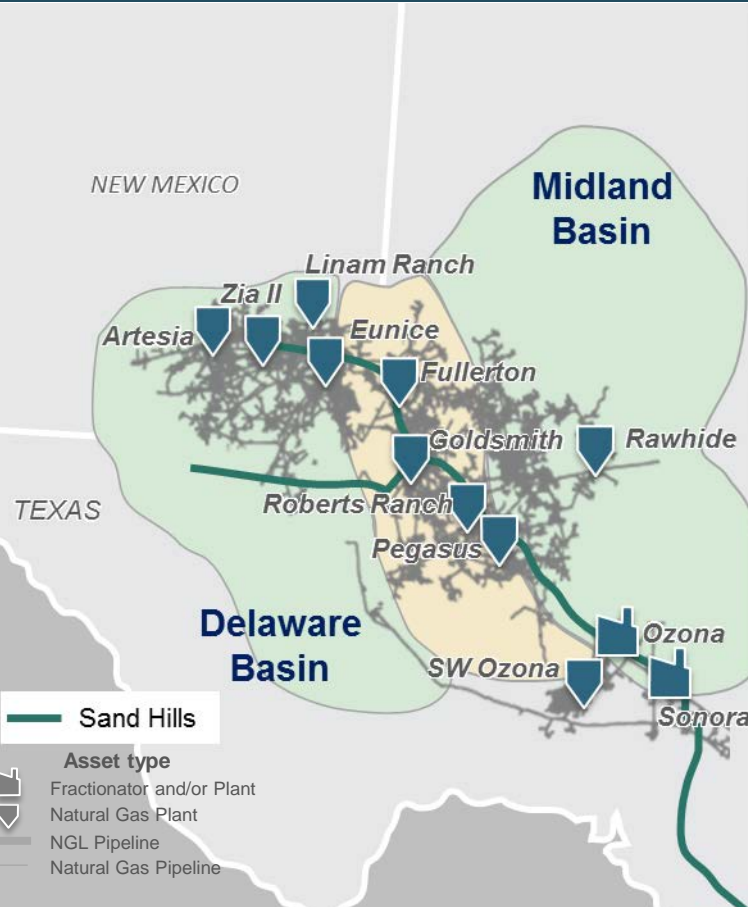 NEW MEXICO
Midland
Basin
Linam Ranch
Zia II
Artesia
Eunice
Fullerton
Goldsmith
Rawhide
Roberts Ranch
TEXAS
Pegasus
Delaware
Basin
Ozona
SW Ozona
Sonora
Sand Hills
Asset type
Fractionator and/or Plant
Natural Gas Plant
NGL Pipeline
Natural Gas Pipeline